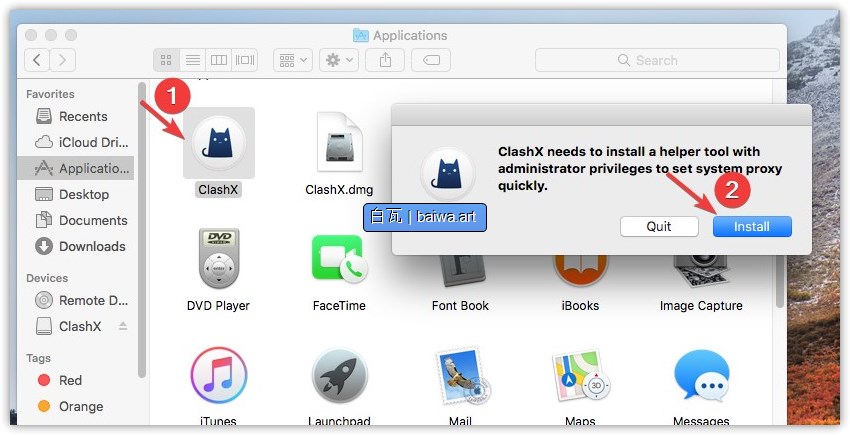 Applications
Search
Favorites
Recents
iCloud Dri...
Applicatio...
Desktop
Documents
Downloads
Devices
Remote D...
ClashX
Tags
Red
Orange
1
ClashX
ClashX.dmg
ClashX needs to install a helper tool with
administrator privileges to set system proxy
quickly.
2
Quit
Install
白瓦 | baiwa.art
DVD
DVD Player
FaceTime
Font Book
iBooks
Image Capture
3D
iTunes
Launchpad
Mail
Maps
Messages